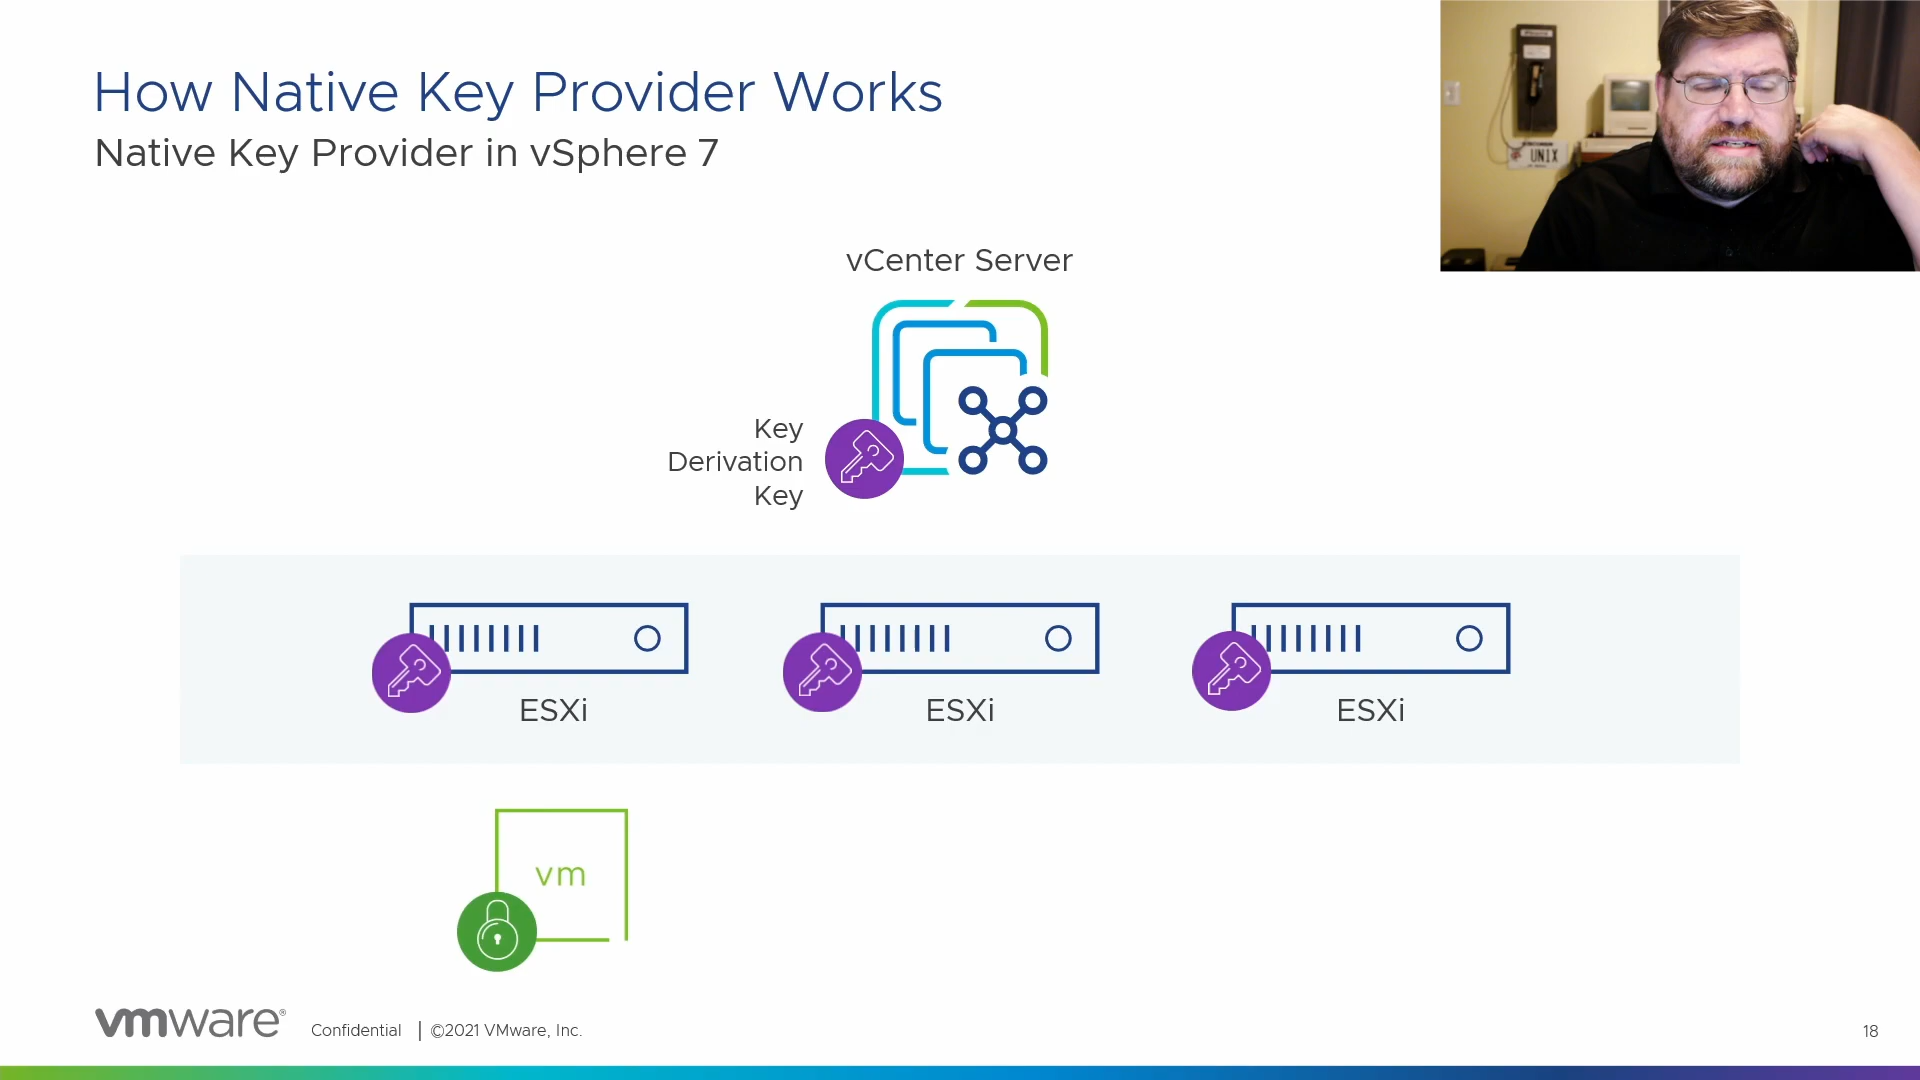 How Native Key Provider Works
Native Key Provider in vSphere 7
UNIX
vCenter Server
Key
Derivation
Key
ESXi
ESXi
ESXi
vm
vmware®
Confidential | ©2021 VMware, Inc.
18